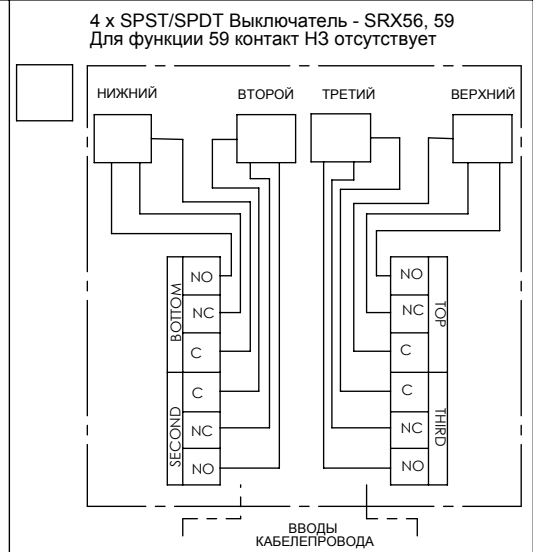 4 x SPST/SPDT Выключатель - SRX56, 59
Для функции 59 контакт НЗ отсутствует
НИЖНИЙ
ВТОРОЙ
ТРЕТИЙ
ВЕРХНИЙ
BOTTOM
NO
NC
C
SECOND
C
NC
NO
NO
NC
C
TOP
C
NC
NO
THIRD
ВВОДЫ
КАБЕЛЕПРОВОДА